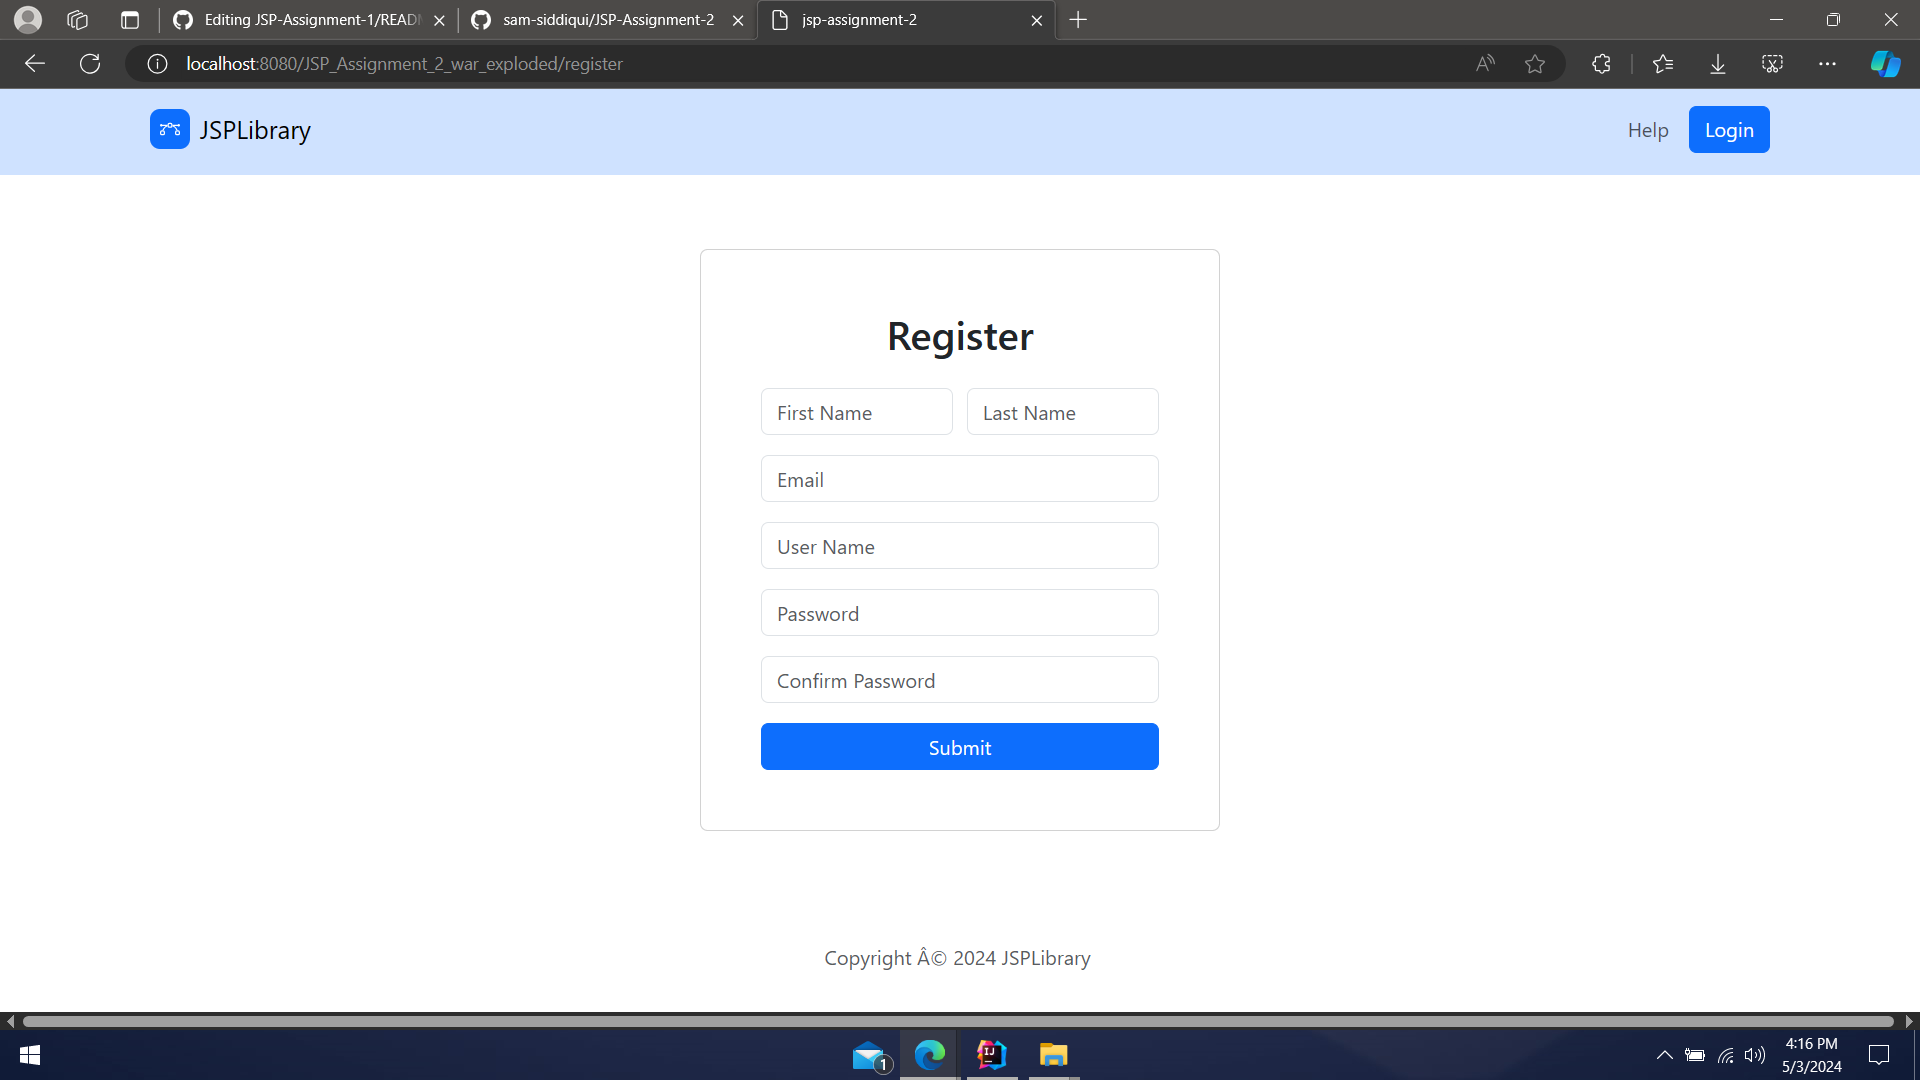 Editing JSP-Assignment-1/READ
sam-siddiqui/JSP-Assignment-2
jsp-assignment-2
localhost:8080/JSP_Assignment_2_war_exploded/register
JSPLibrary
Help
Login
Register
First Name
Last Name
Email
User Name
Password
Confirm Password
Submit
Copyright Â© 2024 JSPLibrary
1
IJ
4:16 PM
5/3/2024